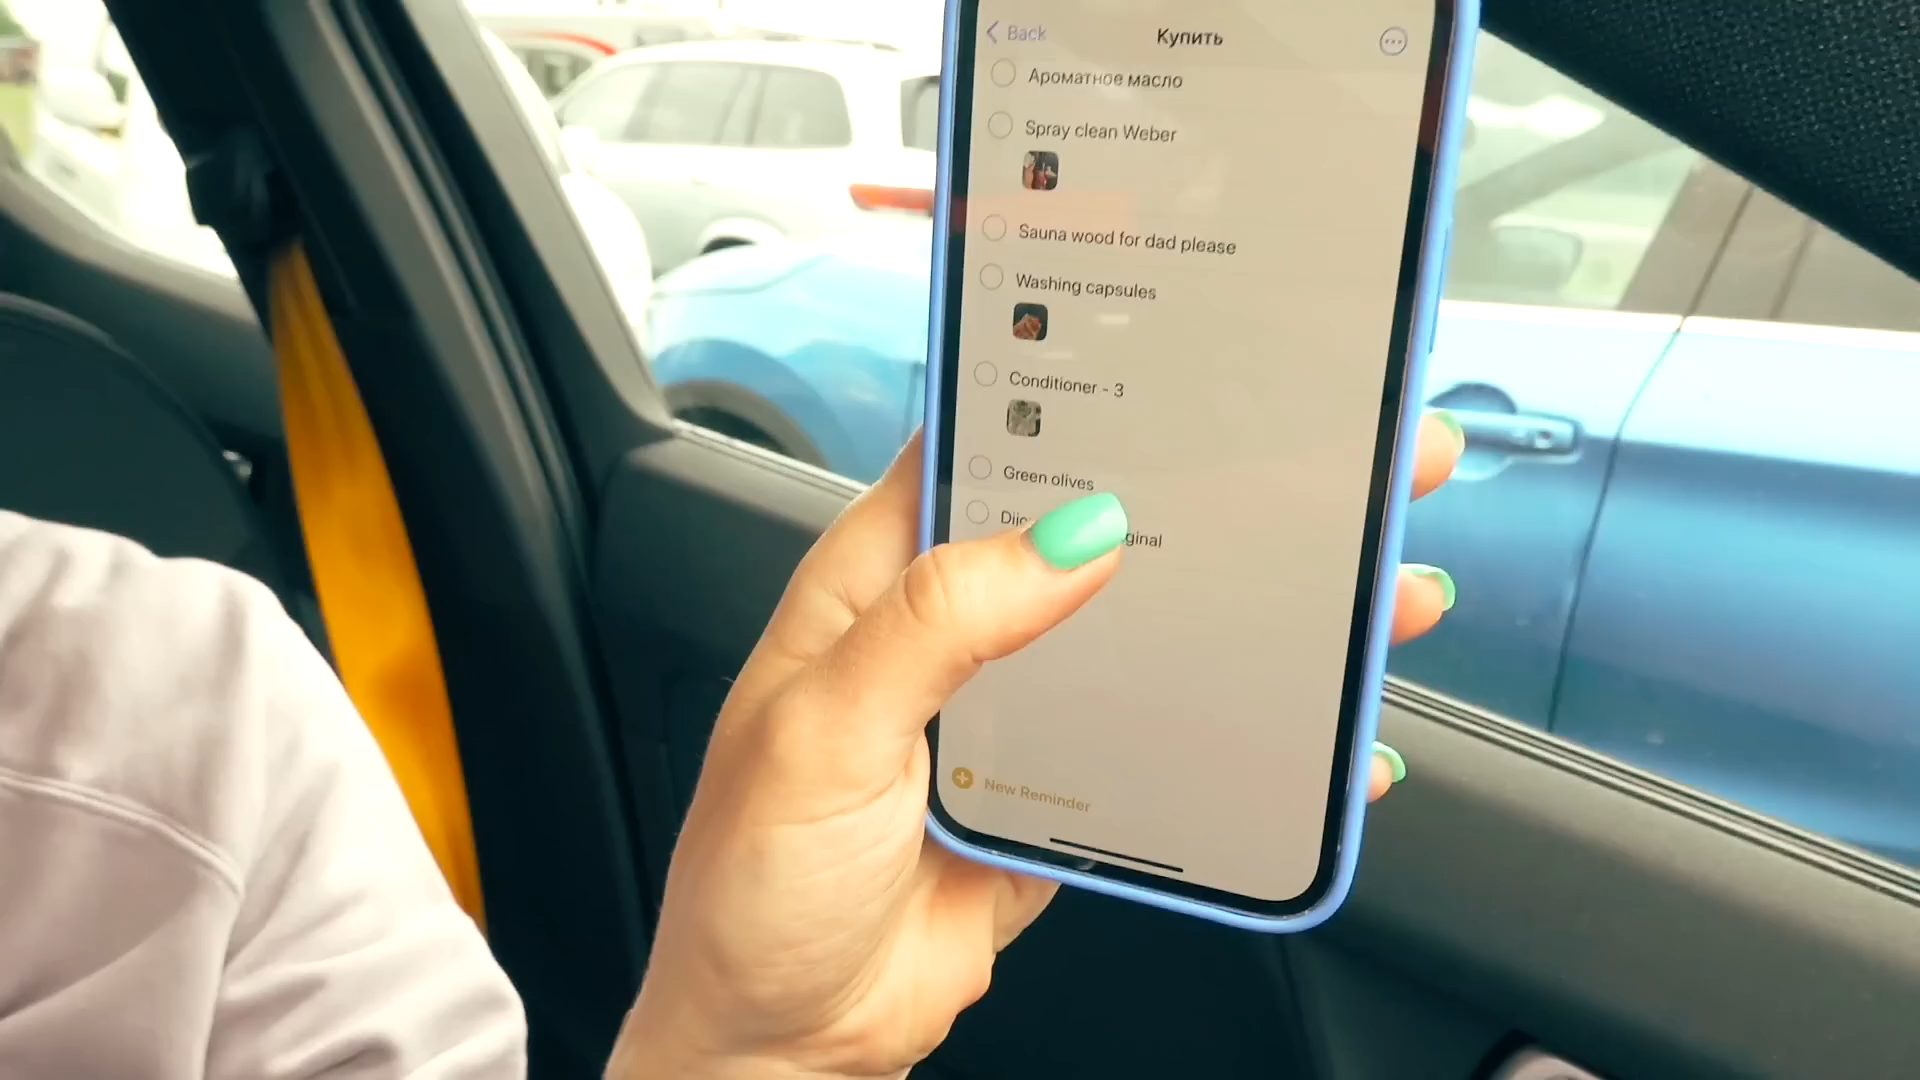 Back
Купить
Ароматное масло
Spray clean Weber
Sauna wood for dad please
Washing capsules
Conditioner - 3
Green olives
New Reminder